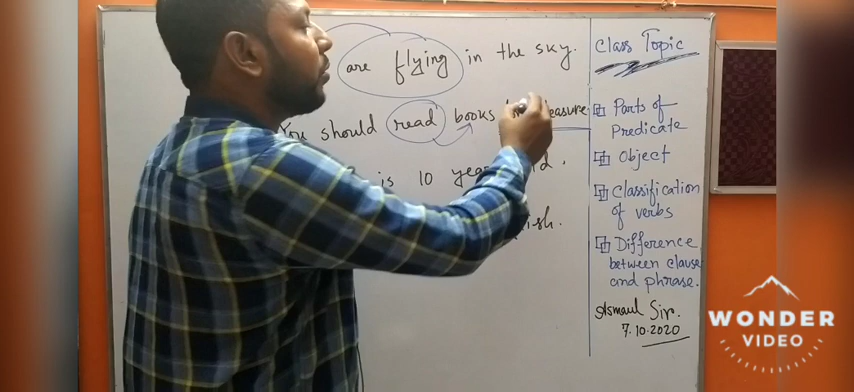 are flying in the sky.
You should read books
is 10
Class Topic
Parts of
Predicate
Object
Classification
of verbs
Difference
between clause
and phrase.
Asmaul Sir.
7.10.2020
WONDER
VIDEO